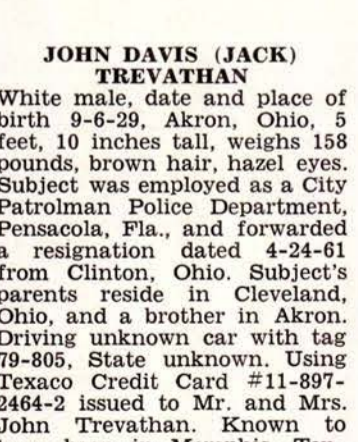 JOHN DAVIS (JACK)
TREVATHAN
White male, date and place of
birth 9-6-29, Akron, Ohio, 5
feet, 10 inches tall, weighs 158
pounds, brown hair, hazel eyes.
Subject was employed as a City
Patrolman Police Department,
Pensacola, Fla., and forwarded
a resignation dated 4-24-61
from Clinton, Ohio. Subject's
parents reside in Cleveland,
Ohio, and a brother in Akron.
Driving unknown car with tag
79-805, State unknown. Using
Texaco Credit Card #11-897-
2464-2 issued to Mr. and Mrs.
John Trevathan. Known to